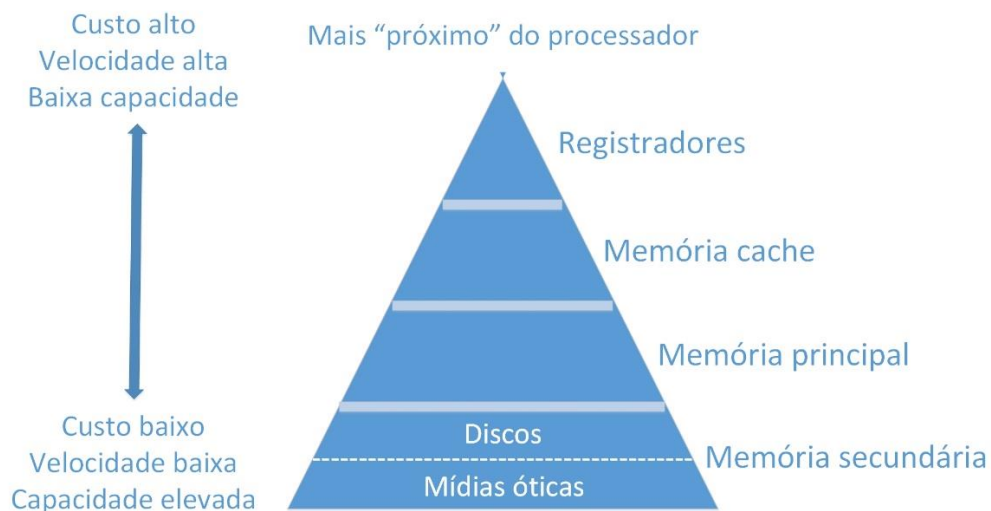 Custo alto
Velocidade alta
Baixa capacidade
Mais “próximo” do processador
Registradores
Memória cache
Memória principal
Discos
Mídias óticas
Memória secundária
Custo baixo
Velocidade baixa
Capacidade elevada